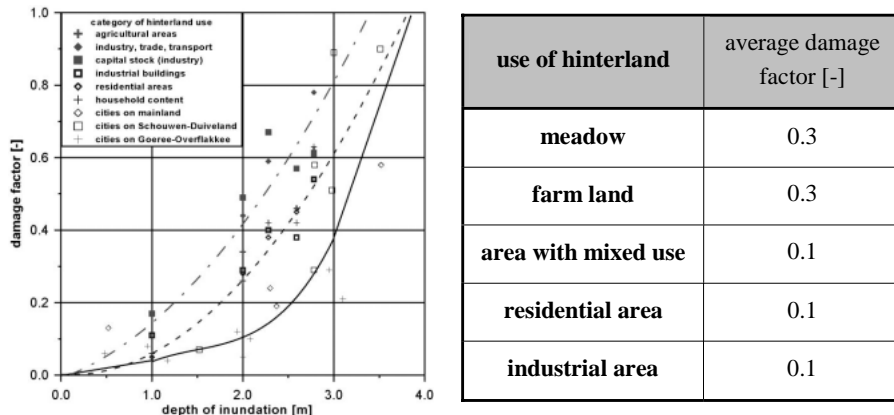 category of hinterland use
agricultural areas
industry, trade, transport
capital stock (industry)
industrial buildings
residential areas
household content
cities on mainland
cities on Schouwen-Duiveland
cities on Goeree-Overflakkee
damage factor [-]
1.0
0.8
0.6
0.4
0.2
0.0
0.0
1.0
2.0
3.0
4.0
depth of inundation [m]
use of hinterland
average damage
factor [-]
meadow
0.3
farm land
0.3
area with mixed use
0.1
residential area
0.1
industrial area
0.1